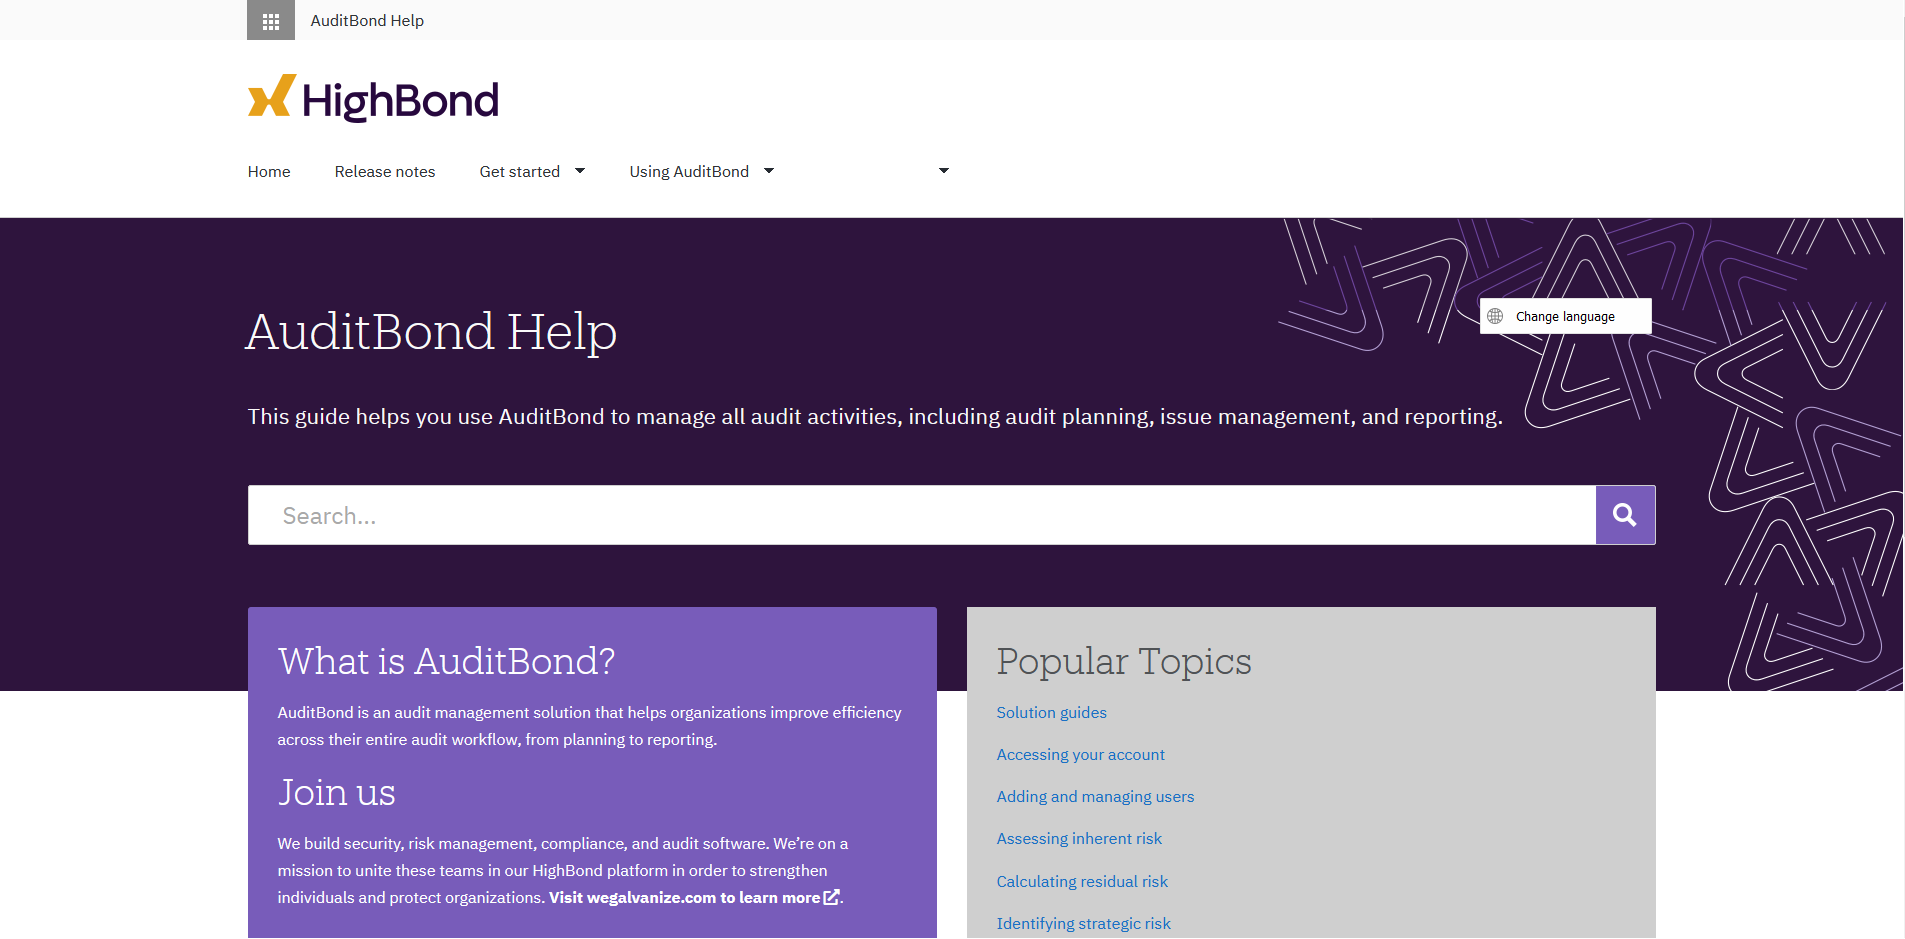 AuditBond Help
HighBond
Home
Release notes
Get started
Using AuditBond
AuditBond Help
Change language
This guide helps you use AuditBond to manage all audit activities, including audit planning, issue management, and reporting.
Search...
What is AuditBond?
AuditBond is an audit management solution that helps organizations improve efficiency
across their entire audit workflow, from planning to reporting.
Join us
We build security, risk management, compliance, and audit software. We’re on a
mission to unite these teams in our HighBond platform in order to strengthen
individuals and protect organizations. Visit wegalvanize.com to learn more.
Popular Topics
Solution guides
Accessing your account
Adding and managing users
Assessing inherent risk
Calculating residual risk
Identifying strategic risk